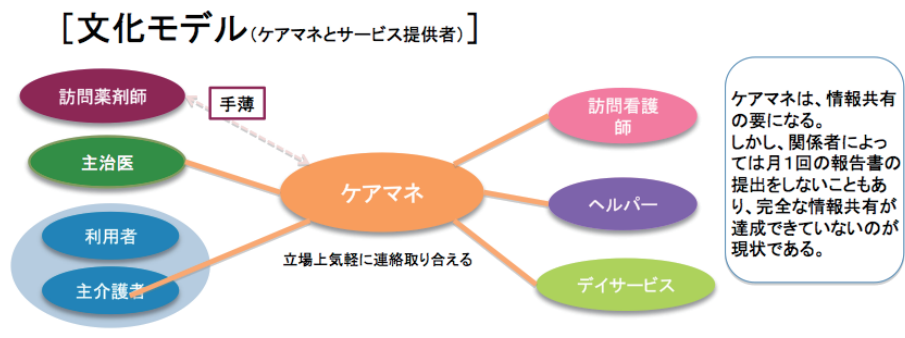 [文化モデル(ケアマネとサービス提供者)]
訪問薬剤師
手薄
主治医
利用者
主介護者
ケアマネ
立場上気軽に連絡取り合える
訪問看護
師
ヘルパー
デイサービス
ケアマネは、情報共有
の要になる。
しかし、関係者によっ
ては月1回の報告書の
提出をしないこともあ
り、完全な情報共有が
達成できていないのが
現状である。